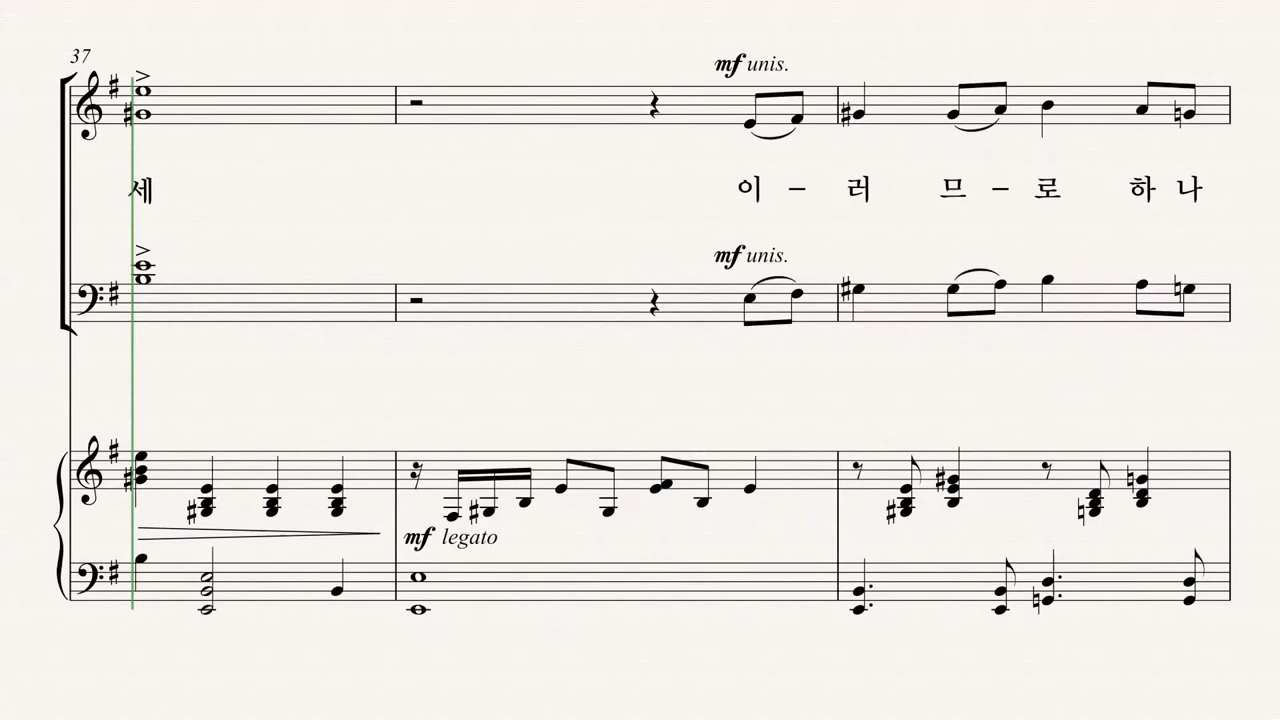 37
mf unis.
세 이 – 러 므 – 로 하 나
mf unis.
mf legato